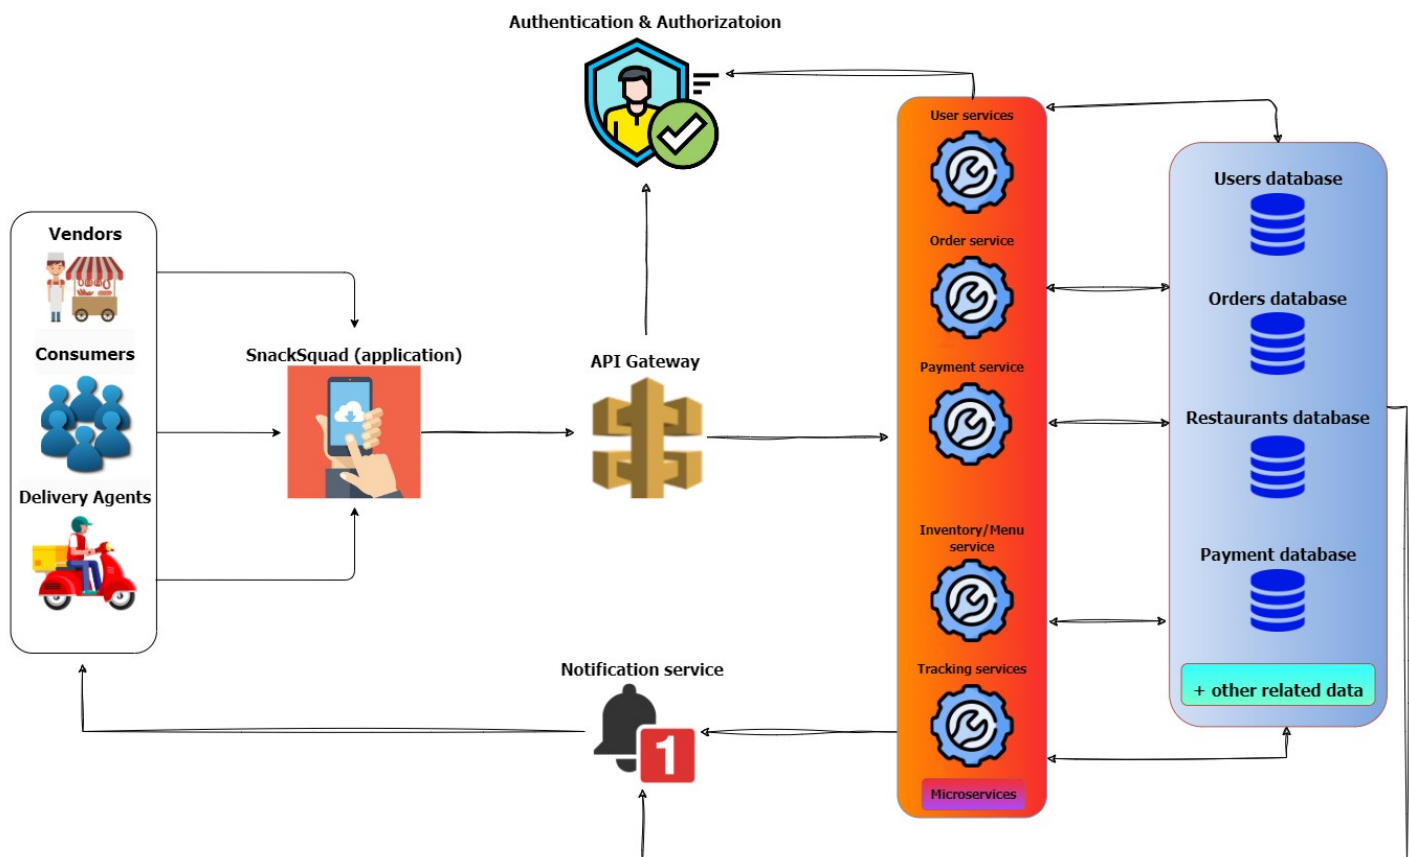 Authentication & Authorizatoion
Vendors
Consumers
Delivery Agents
SnackSquad (application)
API Gateway
Notification service
1
User services
Order service
Payment service
Inventory/Menu
service
Tracking services
Microservices
Users database
Orders database
Restaurants database
Payment database
+ other related data